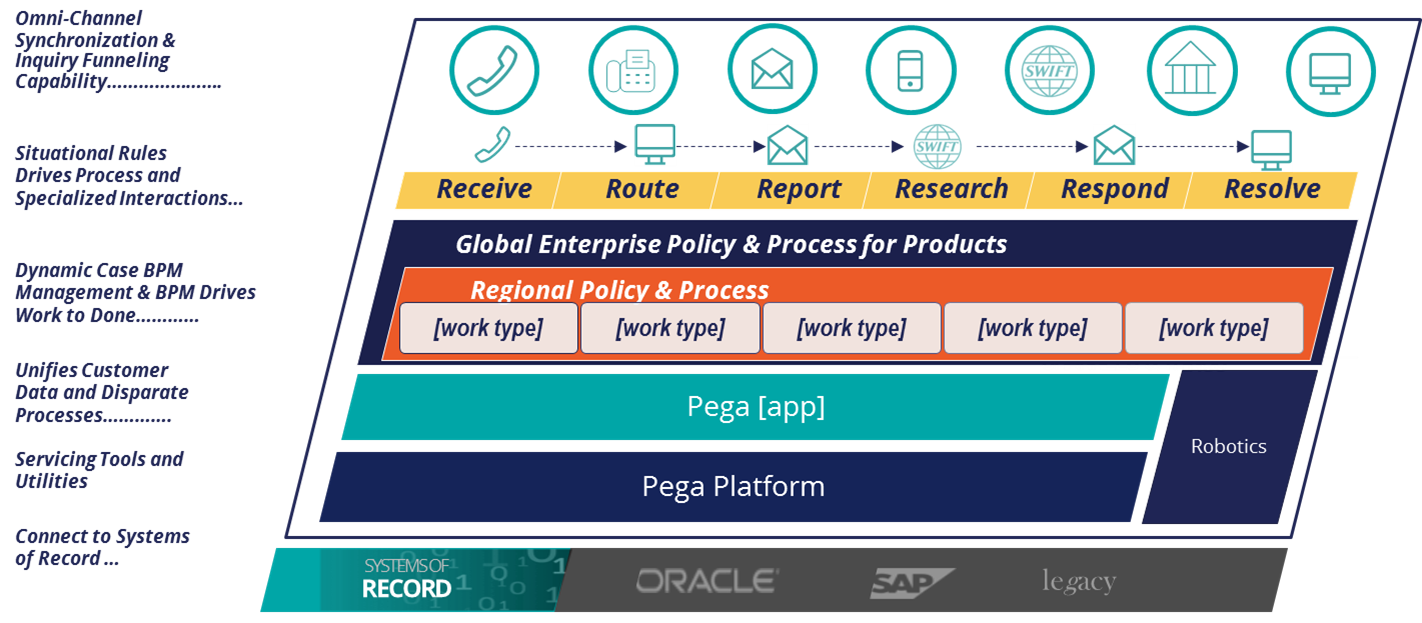 Omni-Channel
Synchronization &
Inquiry Funneling
Capability.....................
SWIFT
Situational Rules
Drives Process and
Specialized Interactions...
SWIFT
Receive Route Report Research Respond Resolve
Global Enterprise Policy & Process for Products
Dynamic Case BPM
Management & BPM Drives
Work to Done............
Regional Policy & Process
[work type] [work type] [work type] [work type] [work type]
Unifies Customer
Data and Disparate
Processes.............
Pega [app]
Robotics
Servicing Tools and
Utilities
Pega Platform
Connect to Systems
of Record ...
SYSTEMS OF
RECORD
ORACLE
SAP
legacy